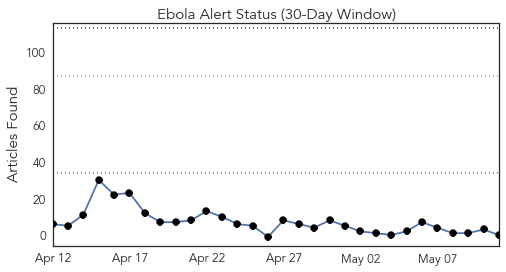 Ebola Alert Status (30-Day Window)
Articles Found
100
80
60
40
20
0
Apr 12 Apr 17 Apr 22 Apr 27 May 02 May 07